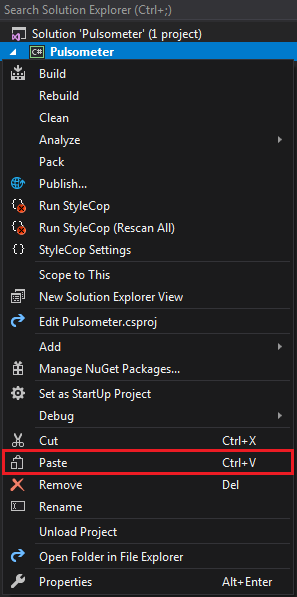 Search Solution Explorer (Ctrl+;)
Solution 'Pulsometer' (1 project)
C# Pulsometer
Build
Rebuild
Clean
Analyze
Pack
Publish...
Run StyleCop
Run StyleCop (Rescan All)
StyleCop Settings
Scope to This
New Solution Explorer View
Edit Pulsometer.csproj
Add
Manage NuGet Packages...
Set as StartUp Project
Debug
Cut Ctrl+X
Paste Ctrl+V
Remove Del
Rename
Unload Project
Open Folder in File Explorer
Properties Alt+Enter